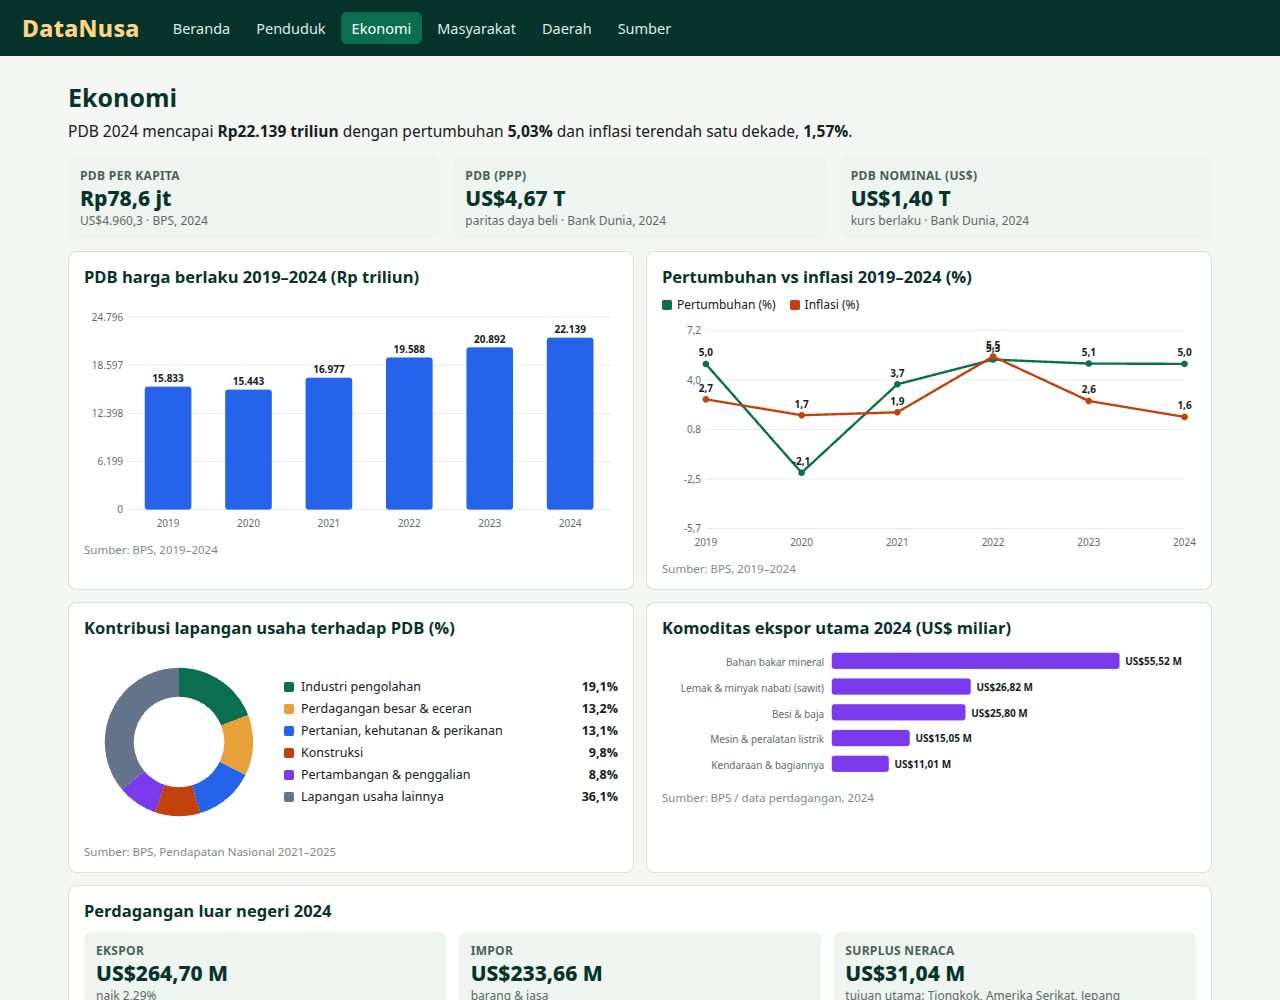 DataNusa
Beranda
Penduduk
Ekonomi
Masyarakat
Daerah
Sumber
Ekonomi
PDB 2024 mencapai Rp22.139 triliun dengan pertumbuhan 5,03% dan inflasi terendah satu dekade, 1,57%.
PDB PER KAPITA
Rp78,6 jt
US$4.960,3 · BPS, 2024
PDB (PPP)
US$4,67 T
paritas daya beli · Bank Dunia, 2024
PDB NOMINAL (US$)
US$1,40 T
kurs berlaku · Bank Dunia, 2024
PDB harga berlaku 2019–2024 (Rp triliun)
24.796
18.597
12.398
6.199
0
15.833
15.443
16.977
19.588
20.892
22.139
2019
2020
2021
2022
2023
2024
Sumber: BPS, 2019–2024
Pertumbuhan vs inflasi 2019–2024 (%)
Pertumbuhan (%)
Inflasi (%)
7,2
4,0
0,8
-2,5
-5,7
5,0
-2,1
3,7
5,3
5,1
5,0
2,7
1,7
1,9
5,5
2,6
1,6
2019
2020
2021
2022
2023
2024
Sumber: BPS, 2019–2024
Kontribusi lapangan usaha terhadap PDB (%)
Industri pengolahan 19,1%
Perdagangan besar & eceran 13,2%
Pertanian, kehutanan & perikanan 13,1%
Konstruksi 9,8%
Pertambangan & penggalian 8,8%
Lapangan usaha lainnya 36,1%
Sumber: BPS, Pendapatan Nasional 2021–2025
Komoditas ekspor utama 2024 (US$ miliar)
Bahan bakar mineral US$55,52 M
Lemak & minyak nabati (sawit) US$26,82 M
Besi & baja US$25,80 M
Mesin & peralatan listrik US$15,05 M
Kendaraan & bagiannya US$11,01 M
Sumber: BPS / data perdagangan, 2024
Perdagangan luar negeri 2024
EKSPOR
US$264,70 M
naik 2,29%
IMPOR
US$233,66 M
barang & jasa
SURPLUS NERACA
US$31,04 M
tujuan utama: Tiongkok, Amerika Serikat, Jepang